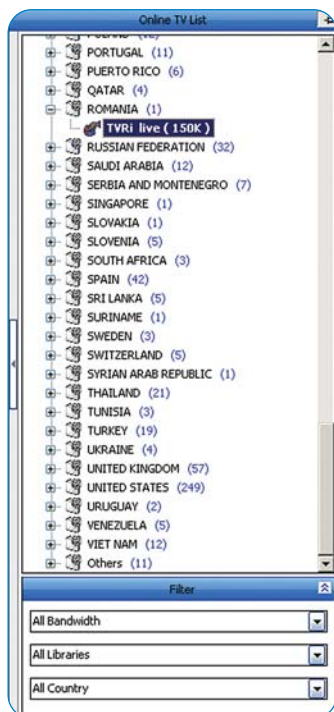 Online TV List
PORTUGAL (11)
PUERTO RICO (6)
QATAR (4)
ROMANIA (1)
TVRi live ( 150K )
RUSSIAN FEDERATION (32)
SAUDI ARABIA (12)
SERBIA AND MONTENEGRO (7)
SINGAPORE (1)
SLOVAKIA (1)
SLOVENIA (5)
SOUTH AFRICA (3)
SPAIN (42)
SRI LANKA (5)
SURINAME (1)
SWEDEN (3)
SWITZERLAND (5)
SYRIAN ARAB REPUBLIC (1)
THAILAND (21)
TUNISIA (3)
TURKEY (19)
UKRAINE (4)
UNITED KINGDOM (57)
UNITED STATES (249)
URUGUAY (2)
VENEZUELA (5)
VIET NAM (12)
Others (11)
Filter
All Bandwidth
All Libraries
All Country